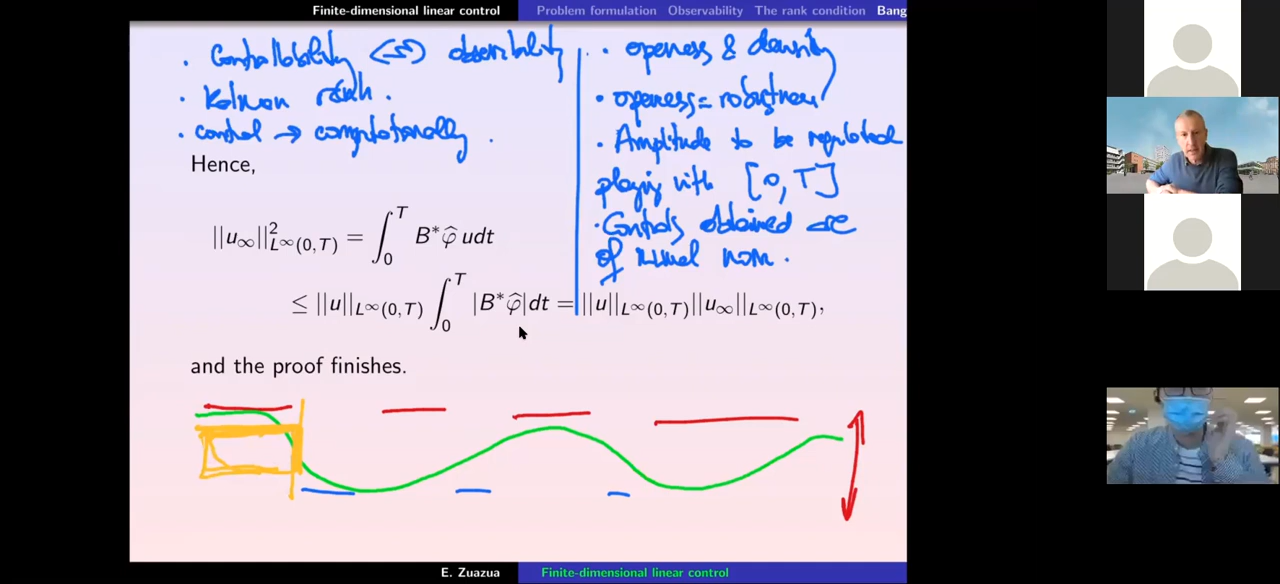 Finite-dimensional linear control
Problem formulation Observability The rank condition Bang
. Controllability <=> observability
. Kalman rank.
. control → computationally.
. openess & density
. openess = robustness
. Amplitude to be regulated
playing with [0,T]
. Controls obtained are
of minimal norm.
Hence,
||u∞||²_{L∞(0,T)} = ∫₀ᵀ B*φ̂ u dt
≤ ||u||_{L∞(0,T)} ∫₀ᵀ |B*φ̂| dt = ||u||_{L∞(0,T)} ||u∞||_{L∞(0,T)},
and the proof finishes.
E. Zuazua
Finite-dimensional linear control